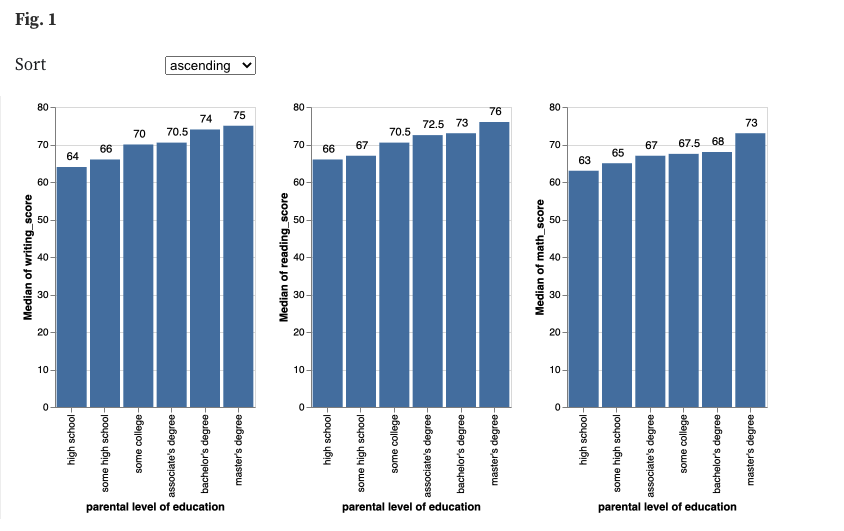 Fig. 1
Sort
ascending
Median of writing_score
80
70
60
50
40
30
20
10
0
64
66
70
70.5
74
75
high school
some high school
some college
associate's degree
bachelor's degree
master's degree
parental level of education
Median of reading_score
80
70
60
50
40
30
20
10
0
66
67
70.5
72.5
73
76
high school
some high school
some college
associate's degree
bachelor's degree
master's degree
parental level of education
Median of math_score
80
70
60
50
40
30
20
10
0
63
65
67
67.5
68
73
high school
some high school
associate's degree
some college
bachelor's degree
master's degree
parental level of education